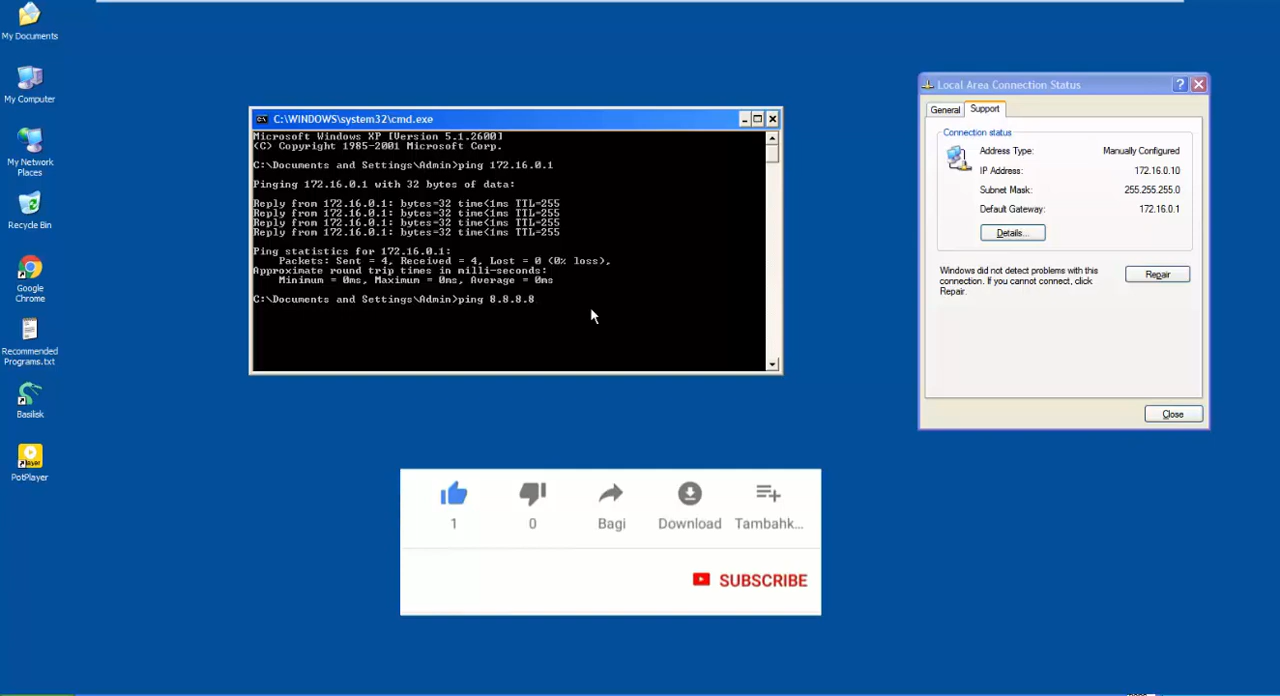 My Documents
My Computer
My Network
Places
Recycle Bin
Google
Chrome
Recommended
Programs.txt
Basilisk
PotPlayer
C:\WINDOWS\system32\cmd.exe
Microsoft Windows XP [Version 5.1.2600]
(C) Copyright 1985-2001 Microsoft Corp.
C:\Documents and Settings\Admin>ping 172.16.0.1
Pinging 172.16.0.1 with 32 bytes of data:
Reply from 172.16.0.1: bytes=32 time<1ms TTL=255
Reply from 172.16.0.1: bytes=32 time<1ms TTL=255
Reply from 172.16.0.1: bytes=32 time<1ms TTL=255
Reply from 172.16.0.1: bytes=32 time<1ms TTL=255
Ping statistics for 172.16.0.1:
Packets: Sent = 4, Received = 4, Lost = 0 (0% loss),
Approximate round trip times in milli-seconds:
Minimum = 0ms, Maximum = 0ms, Average = 0ms
C:\Documents and Settings\Admin>ping 8.8.8.8
Local Area Connection Status
General Support
Connection status
Address Type: Manually Configured
IP Address: 172.16.0.10
Subnet Mask: 255.255.255.0
Default Gateway: 172.16.0.1
Details...
Windows did not detect problems with this
connection. If you cannot connect, click
Repair.
Repair
Close
1 0 Bagi Download Tambahk...
SUBSCRIBE